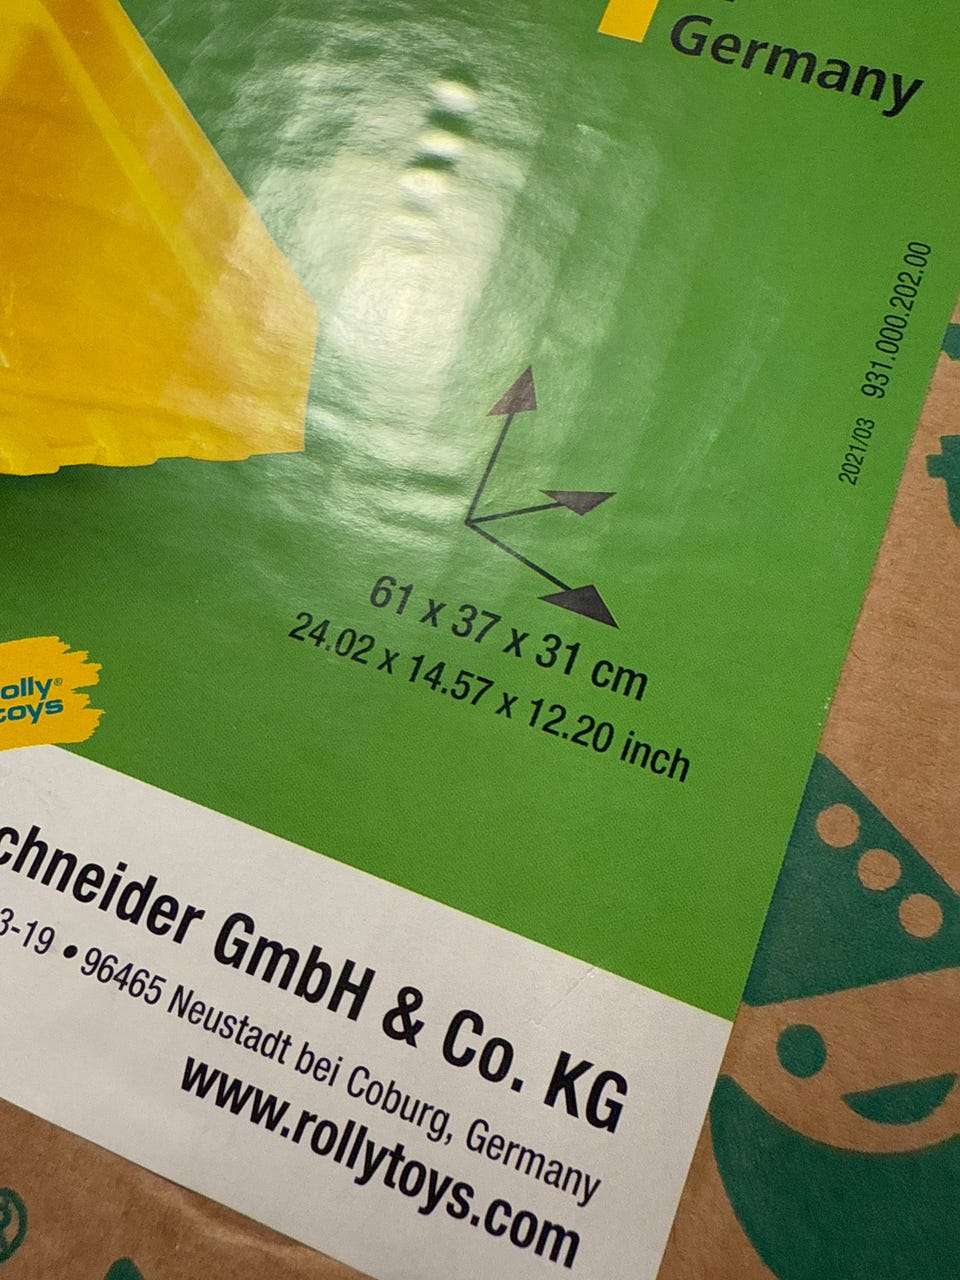 Germany
2021/03 931.000.202.00
61 x 37 x 31 cm
24.02 x 14.57 x 12.20 inch
olly®
toys
chneider GmbH & Co. KG
3-19 • 96465 Neustadt bei Coburg, Germany
www.rollytoys.com